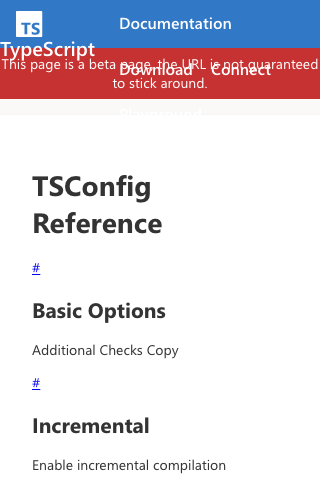 TS
TypeScript
Documentation
Download Connect
Playground
This page is a beta page, the URL is not guaranteed
to stick around.
TSConfig
Reference
#
Basic Options
Additional Checks Copy
#
Incremental
Enable incremental compilation